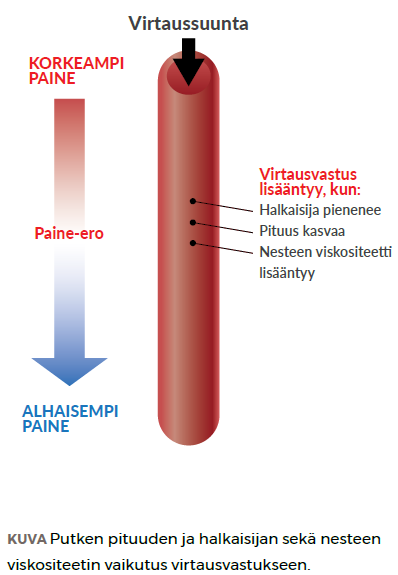 Virtaussuunta
KORKEAMPI
PAINE
Paine-ero
ALHAISEMPI
PAINE
Virtausvastus
lisääntyy, kun:
Halkaisija pienenee
Pituus kasvaa
Nesteen viskositeetti
lisääntyy
KUVA Putken pituuden ja halkaisijan sekä nesteen
viskositeetin vaikutus virtausvastukseen.